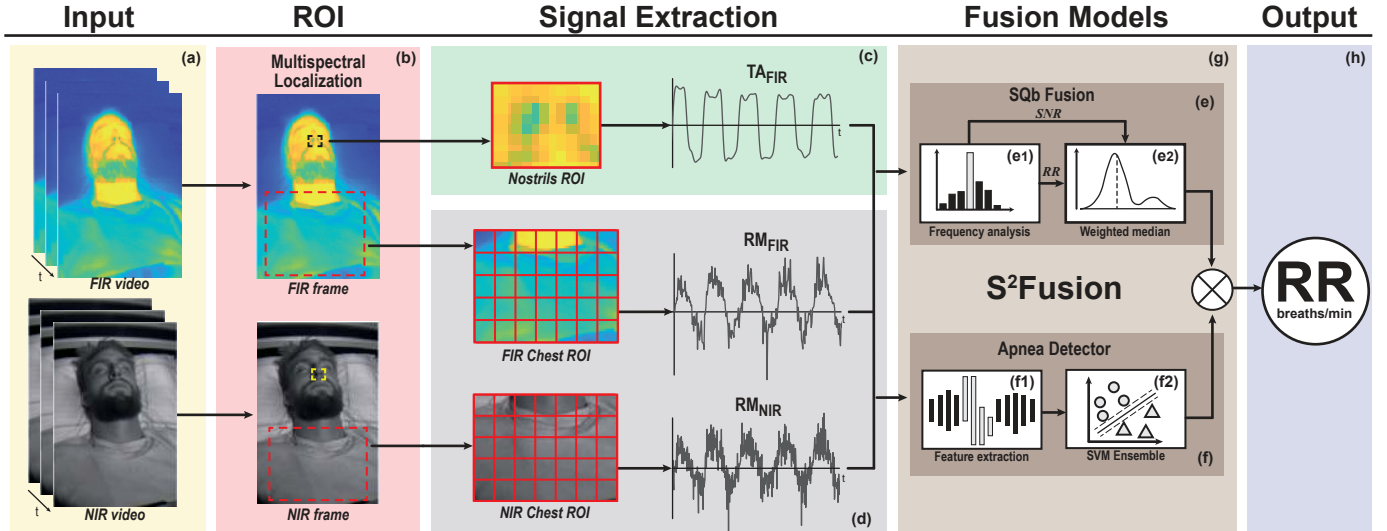 Input
ROI
Signal Extraction
Fusion Models
Output
(a)
t
FIR video
t
NIR video
(b)
Multispectral
Localization
FIR frame
NIR frame
(c)
Nostrils ROI
TA_FIR
t
FIR Chest ROI
RM_FIR
t
NIR Chest ROI
RM_NIR
t
(d)
(g)
SQb Fusion
(e)
SNR
(e1)
RR
(e2)
Frequency analysis
Weighted median
S²Fusion
Apnea Detector
(f1)
(f2)
Feature extraction
SVM Ensemble
(f)
(h)
RR
breaths/min